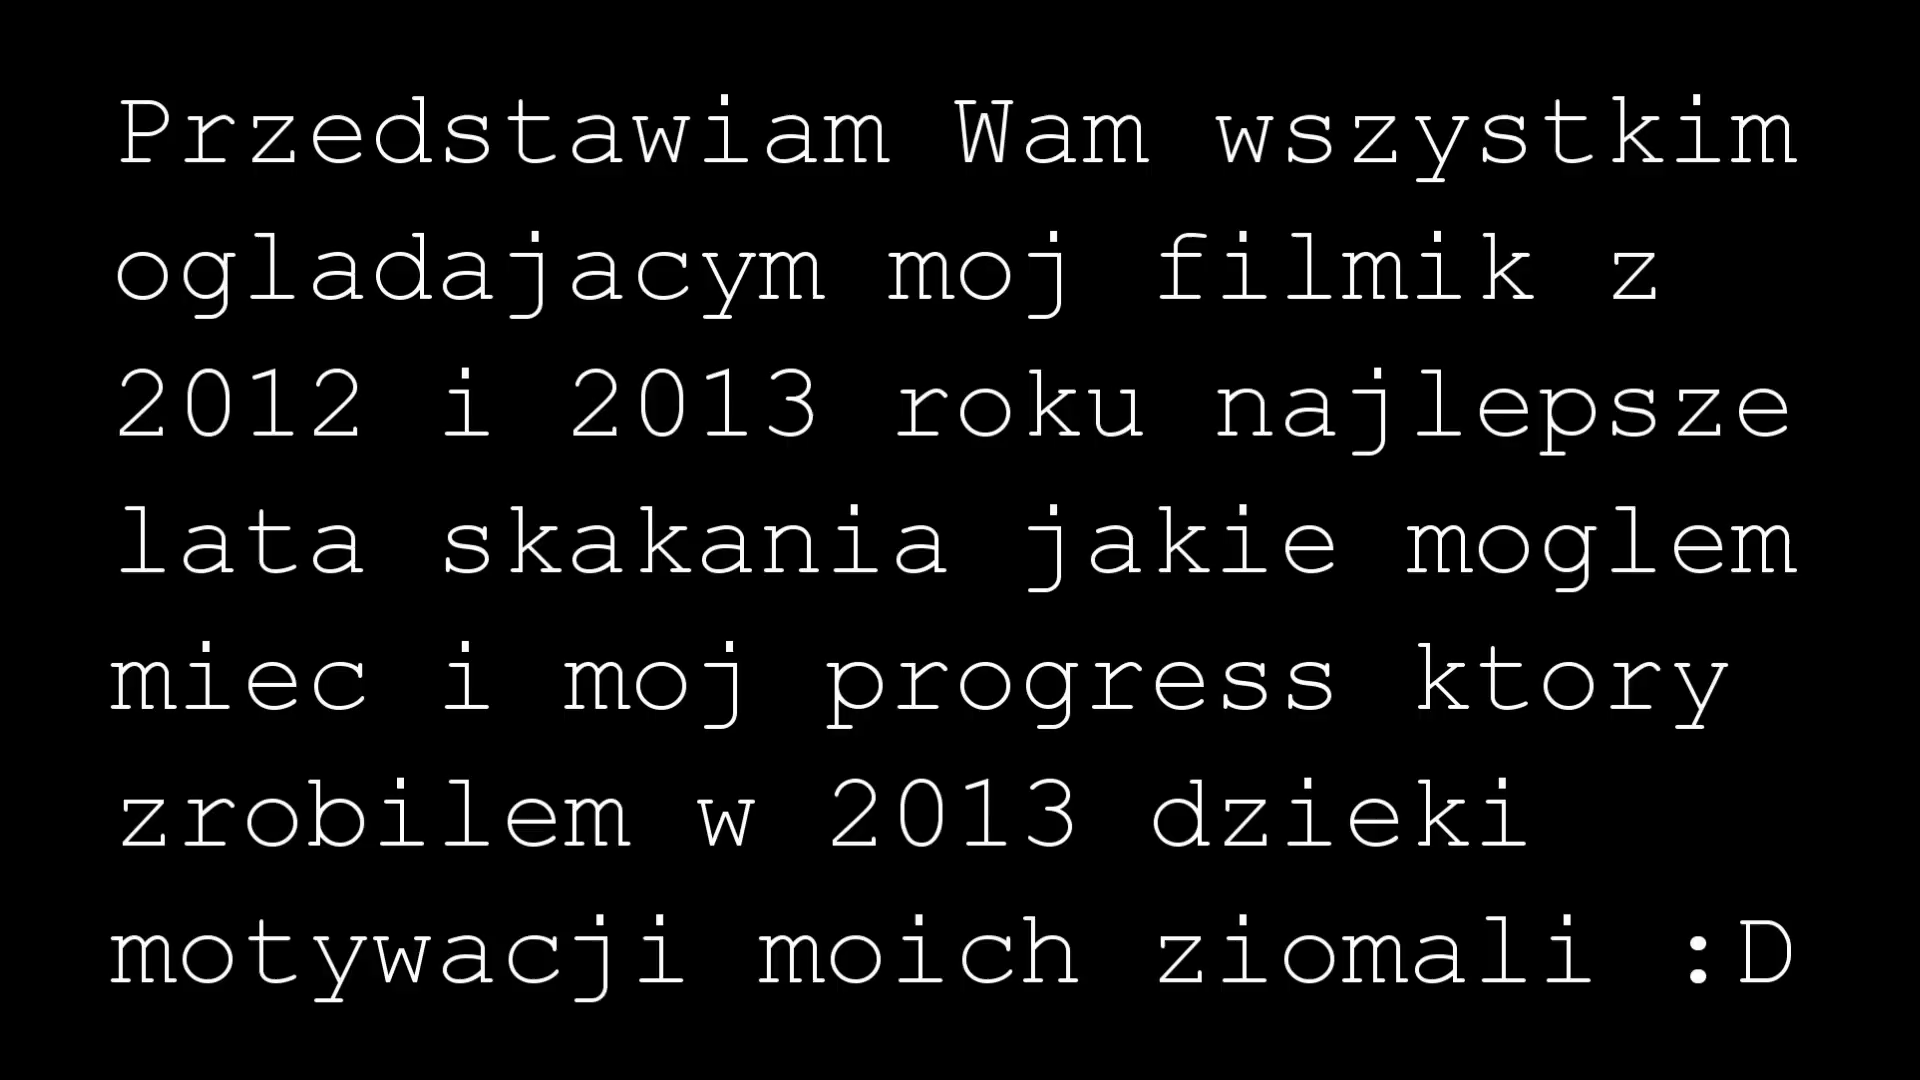 Przedstawiam Wam wszystkim
ogladajacym moj filmik z
2012 i 2013 roku najlepsze
lata skakania jakie moglem
miec i moj progress ktory
zrobilem w 2013 dzieki
motywacji moich ziomali :D